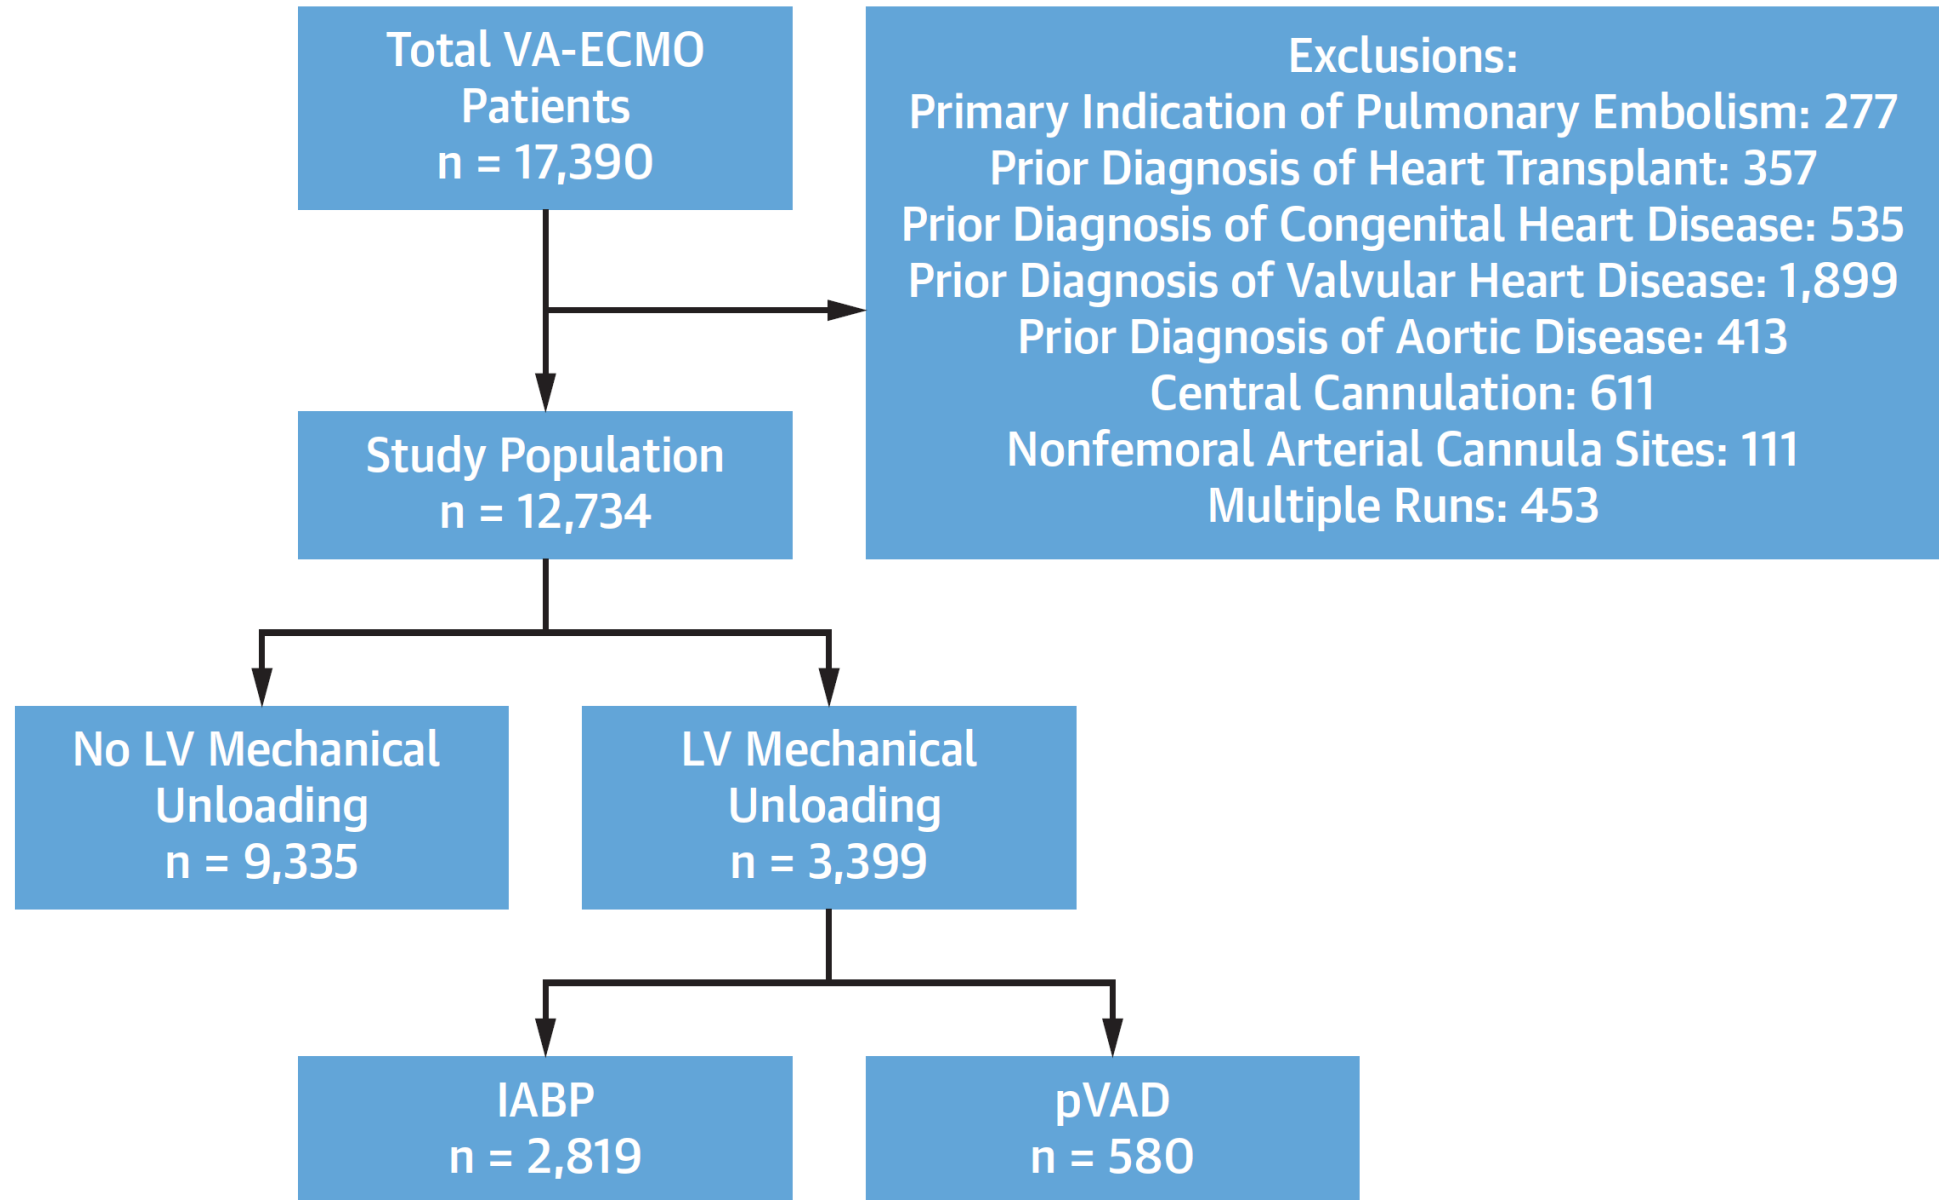 Total VA-ECMO
Patients
n = 17,390
Exclusions:
Primary Indication of Pulmonary Embolism: 277
Prior Diagnosis of Heart Transplant: 357
Prior Diagnosis of Congenital Heart Disease: 535
Prior Diagnosis of Valvular Heart Disease: 1,899
Prior Diagnosis of Aortic Disease: 413
Central Cannulation: 611
Nonfemoral Arterial Cannula Sites: 111
Multiple Runs: 453
Study Population
n = 12,734
No LV Mechanical
Unloading
n = 9,335
LV Mechanical
Unloading
n = 3,399
IABP
n = 2,819
pVAD
n = 580